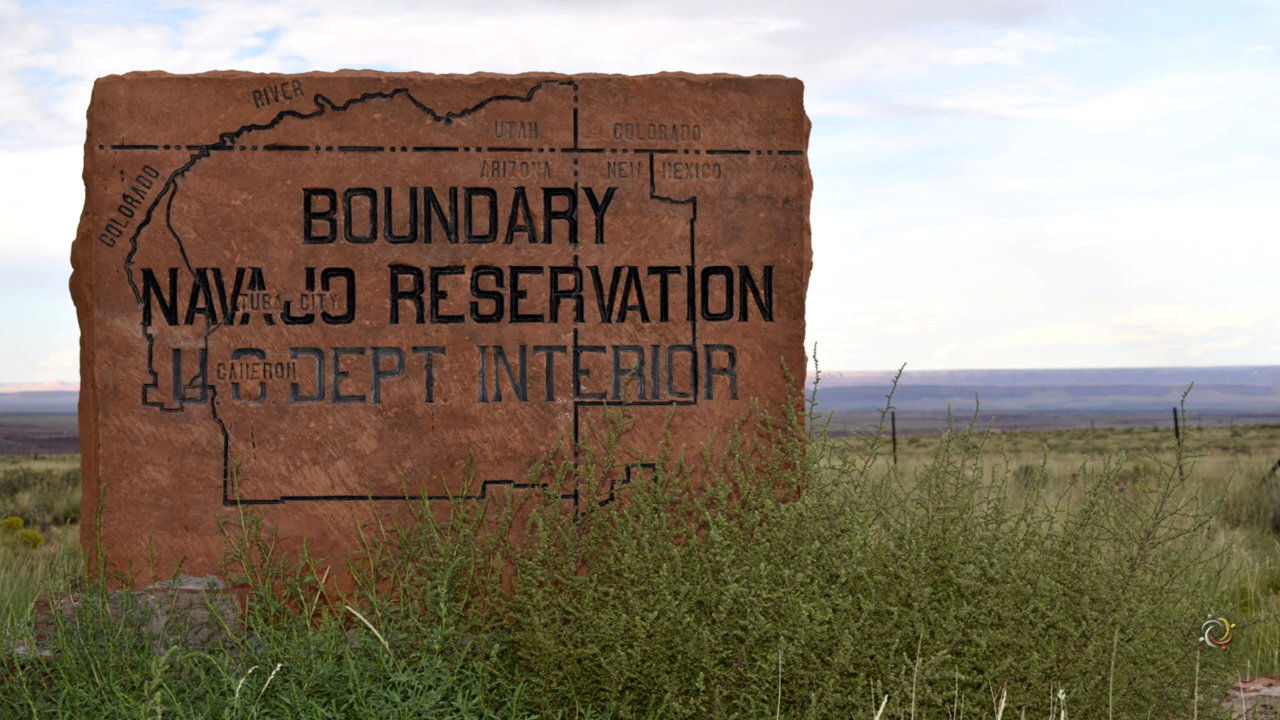 RIVER
UTAH COLORADO
ARIZONA NEW MEXICO
COLORADO
BOUNDARY
NAVAJO RESERVATION
TUBA CITY
U S DEPT INTERIOR
CAMERON